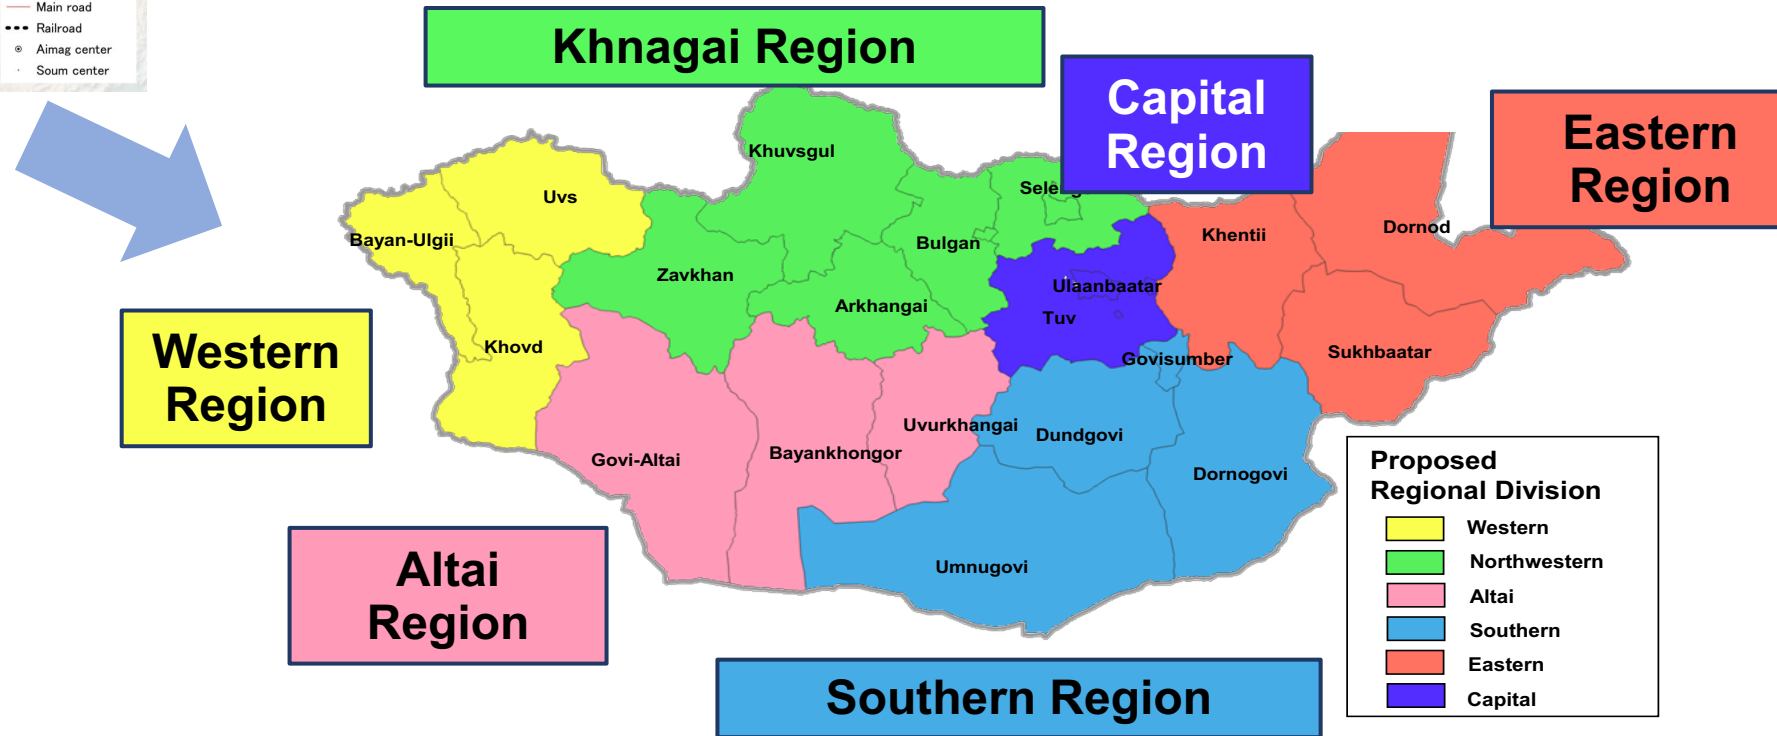 Main road
Railroad
Aimag center
Soum center
Khnagai Region
Capital
Region
Eastern
Region
Khuvsgul
Uvs
Bayan-Ulgii
Bulgan
Khentii
Dornod
Zavkhan
Arkhangai
Ulaanbaatar
Tuv
Khovd
Govisumber
Sukhbaatar
Western
Region
Uvurkhangai
Dundgovi
Govi-Altai
Bayankhongor
Dornogovi
Umnugovi
Altai
Region
Southern Region
Proposed
Regional Division
Western
Northwestern
Altai
Southern
Eastern
Capital